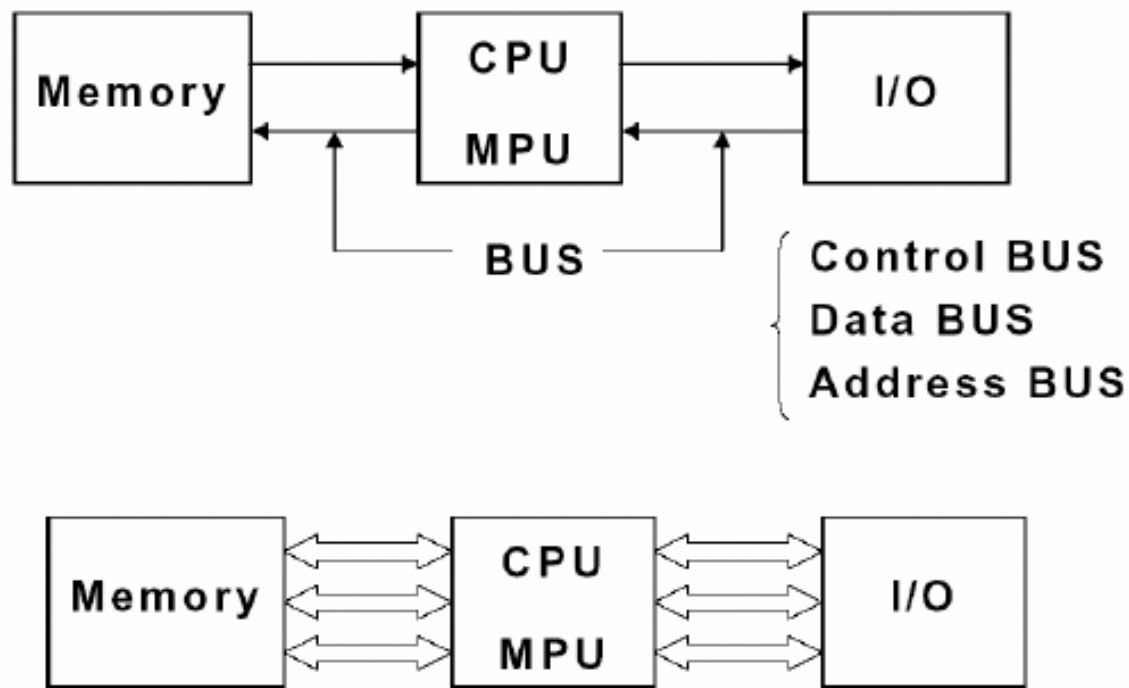 Memory
CPU
MPU
I/O
BUS
Control BUS
Data BUS
Address BUS
Memory
CPU
MPU
I/O